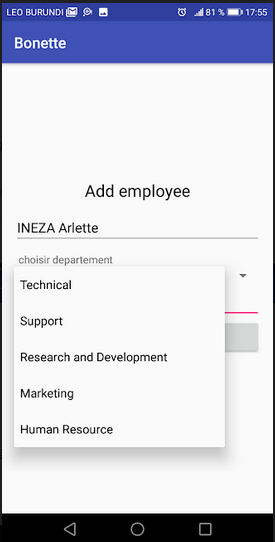 LEO BURUNDI 81 % 17:55
Bonette
Add employee
INEZA Arlette
choisir departement
Technical
Support
Research and Development
Marketing
Human Resource